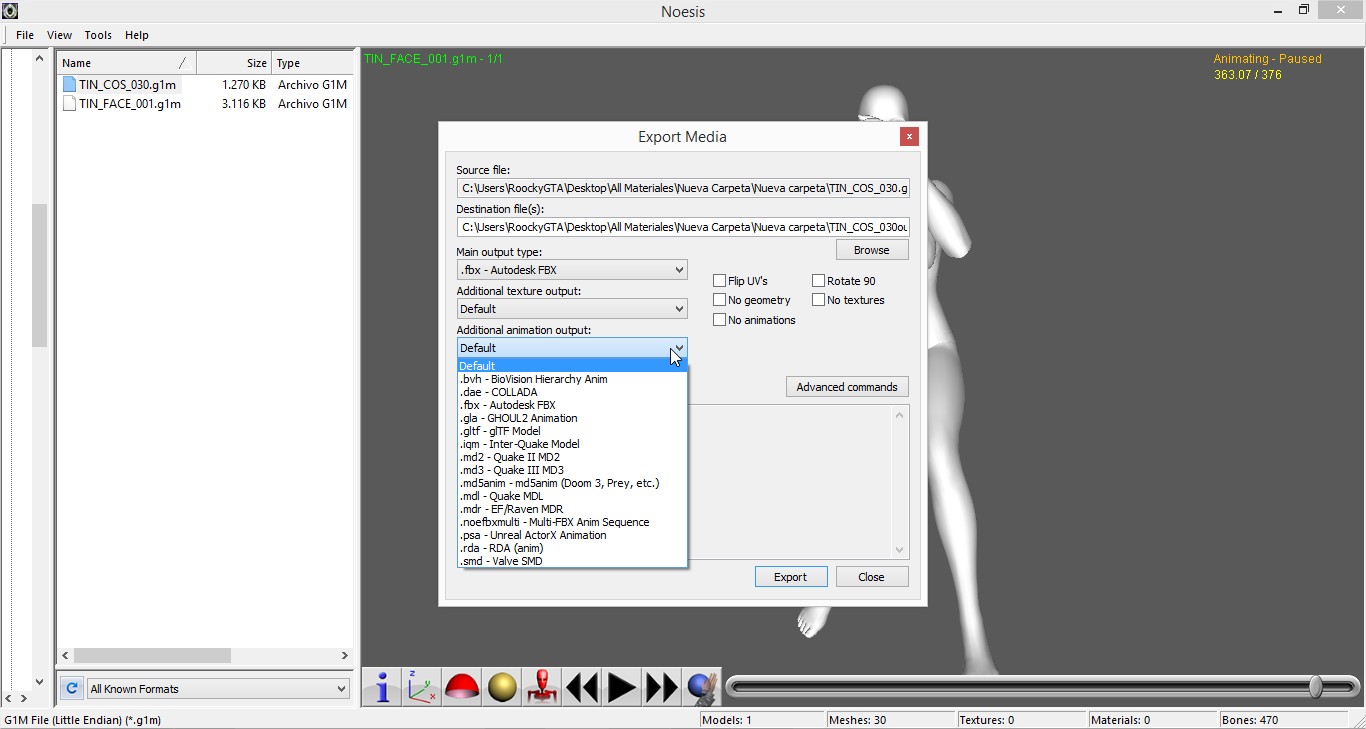 Noesis
File View Tools Help
Name / Size Type
TIN_COS_030.g1m 1.270 KB Archivo G1M
TIN_FACE_001.g1m 3.116 KB Archivo G1M
TIN_FACE_001.g1m - 1/1
Animating - Paused
363.07 / 376
Export Media
x
Source file:
C:\Users\RoockyGTA\Desktop\All Materiales\Nueva Carpeta\Nueva carpeta\TIN_COS_030.g
Destination file(s):
C:\Users\RoockyGTA\Desktop\All Materiales\Nueva Carpeta\Nueva carpeta\TIN_COS_030ou
Browse
Main output type:
.fbx - Autodesk FBX
Flip UV's
Rotate 90
Additional texture output:
No geometry
No textures
Default
No animations
Additional animation output:
Default
Default
.bvh - BioVision Hierarchy Anim
.dae - COLLADA
.fbx - Autodesk FBX
.gla - GHOUL2 Animation
.gltf - glTF Model
.iqm - Inter-Quake Model
.md2 - Quake II MD2
.md3 - Quake III MD3
.md5anim - md5anim (Doom 3, Prey, etc.)
.mdl - Quake MDL
.mdr - EF/Raven MDR
.noefbxmulti - Multi-FBX Anim Sequence
.psa - Unreal ActorX Animation
.rda - RDA (anim)
.smd - Valve SMD
Advanced commands
Export
Close
All Known Formats
z
y
x
G1M File (Little Endian) (*.g1m)
Models: 1
Meshes: 30
Textures: 0
Materials: 0
Bones: 470